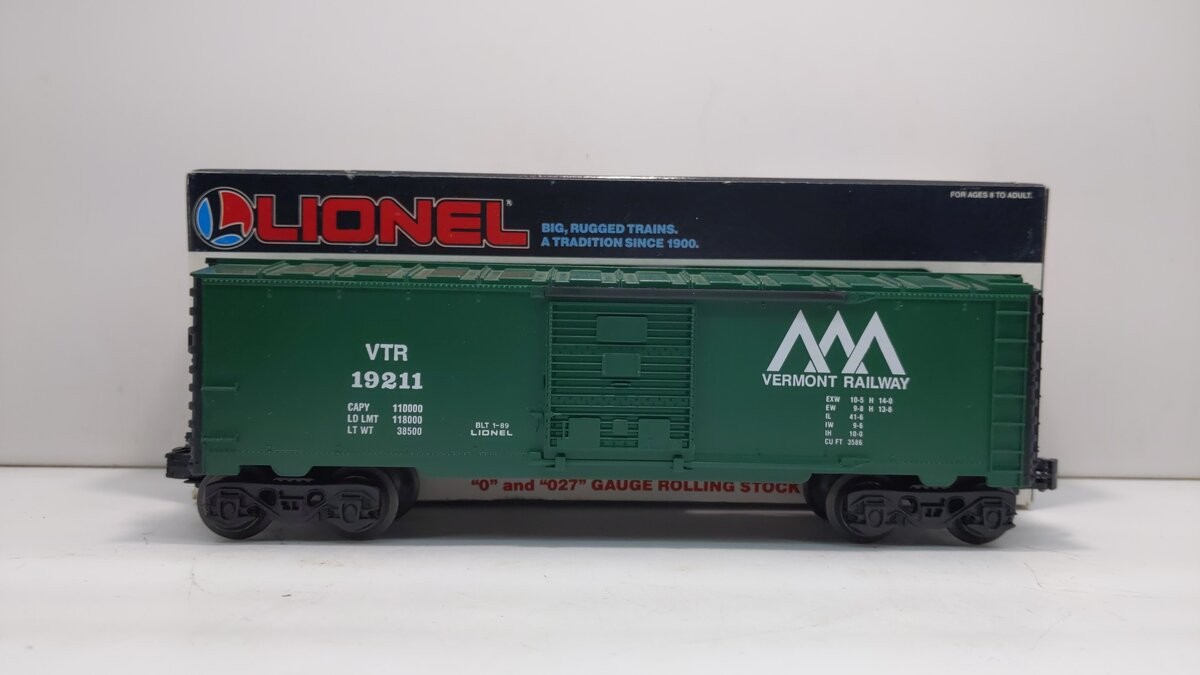 LIONEL®
BIG, RUGGED TRAINS.
A TRADITION SINCE 1900.
FOR AGES 8 TO ADULT.
VTR
19211
CAPY 110000
LD LMT 118000
LT WT 38500
BLT 1-89
LIONEL
VERMONT RAILWAY
EXW 10-5 H 14-0
EW 9-8 H 13-6
IL 41-6
IW 9-6
IH 10-0
CU FT 3586
"O" and "027" GAUGE ROLLING STOCK